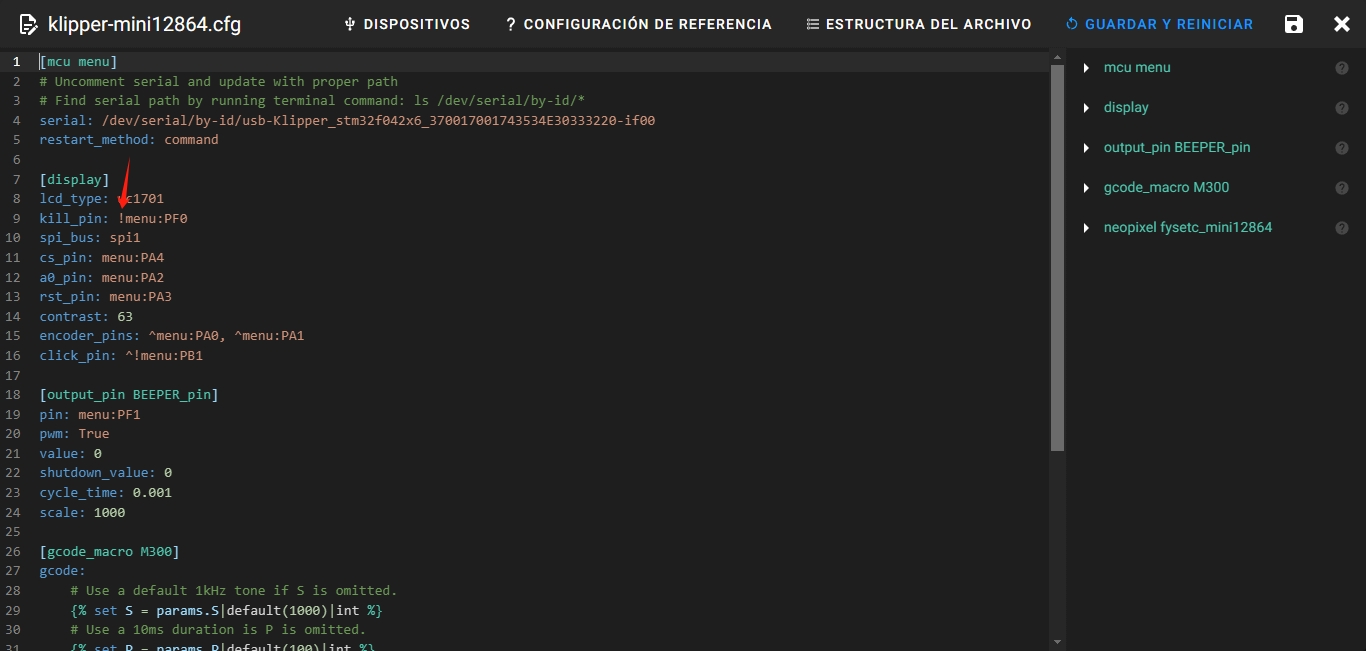 klipper-mini12864.cfg
DISPOSITIVOS
? CONFIGURACIÓN DE REFERENCIA
ESTRUCTURA DEL ARCHIVO
GUARDAR Y REINICIAR
1 [mcu menu]
2 # Uncomment serial and update with proper path
3 # Find serial path by running terminal command: ls /dev/serial/by-id/*
4 serial: /dev/serial/by-id/usb-Klipper_stm32f042x6_370017001743534E30333220-if00
5 restart_method: command
6
7 [display]
8 lcd_type: uc1701
9 kill_pin: !menu:PF0
10 spi_bus: spi1
11 cs_pin: menu:PA4
12 a0_pin: menu:PA2
13 rst_pin: menu:PA3
14 contrast: 63
15 encoder_pins: ^menu:PA0, ^menu:PA1
16 click_pin: ^!menu:PB1
17
18 [output_pin BEEPER_pin]
19 pin: menu:PF1
20 pwm: True
21 value: 0
22 shutdown_value: 0
23 cycle_time: 0.001
24 scale: 1000
25
26 [gcode_macro M300]
27 gcode:
28 # Use a default 1kHz tone if S is omitted.
29 {% set S = params.S|default(1000)|int %}
30 # Use a 10ms duration is P is omitted.
31 {% set P = params.P|default(100)|int %}
mcu menu
display
output_pin BEEPER_pin
gcode_macro M300
neopixel fysetc_mini12864